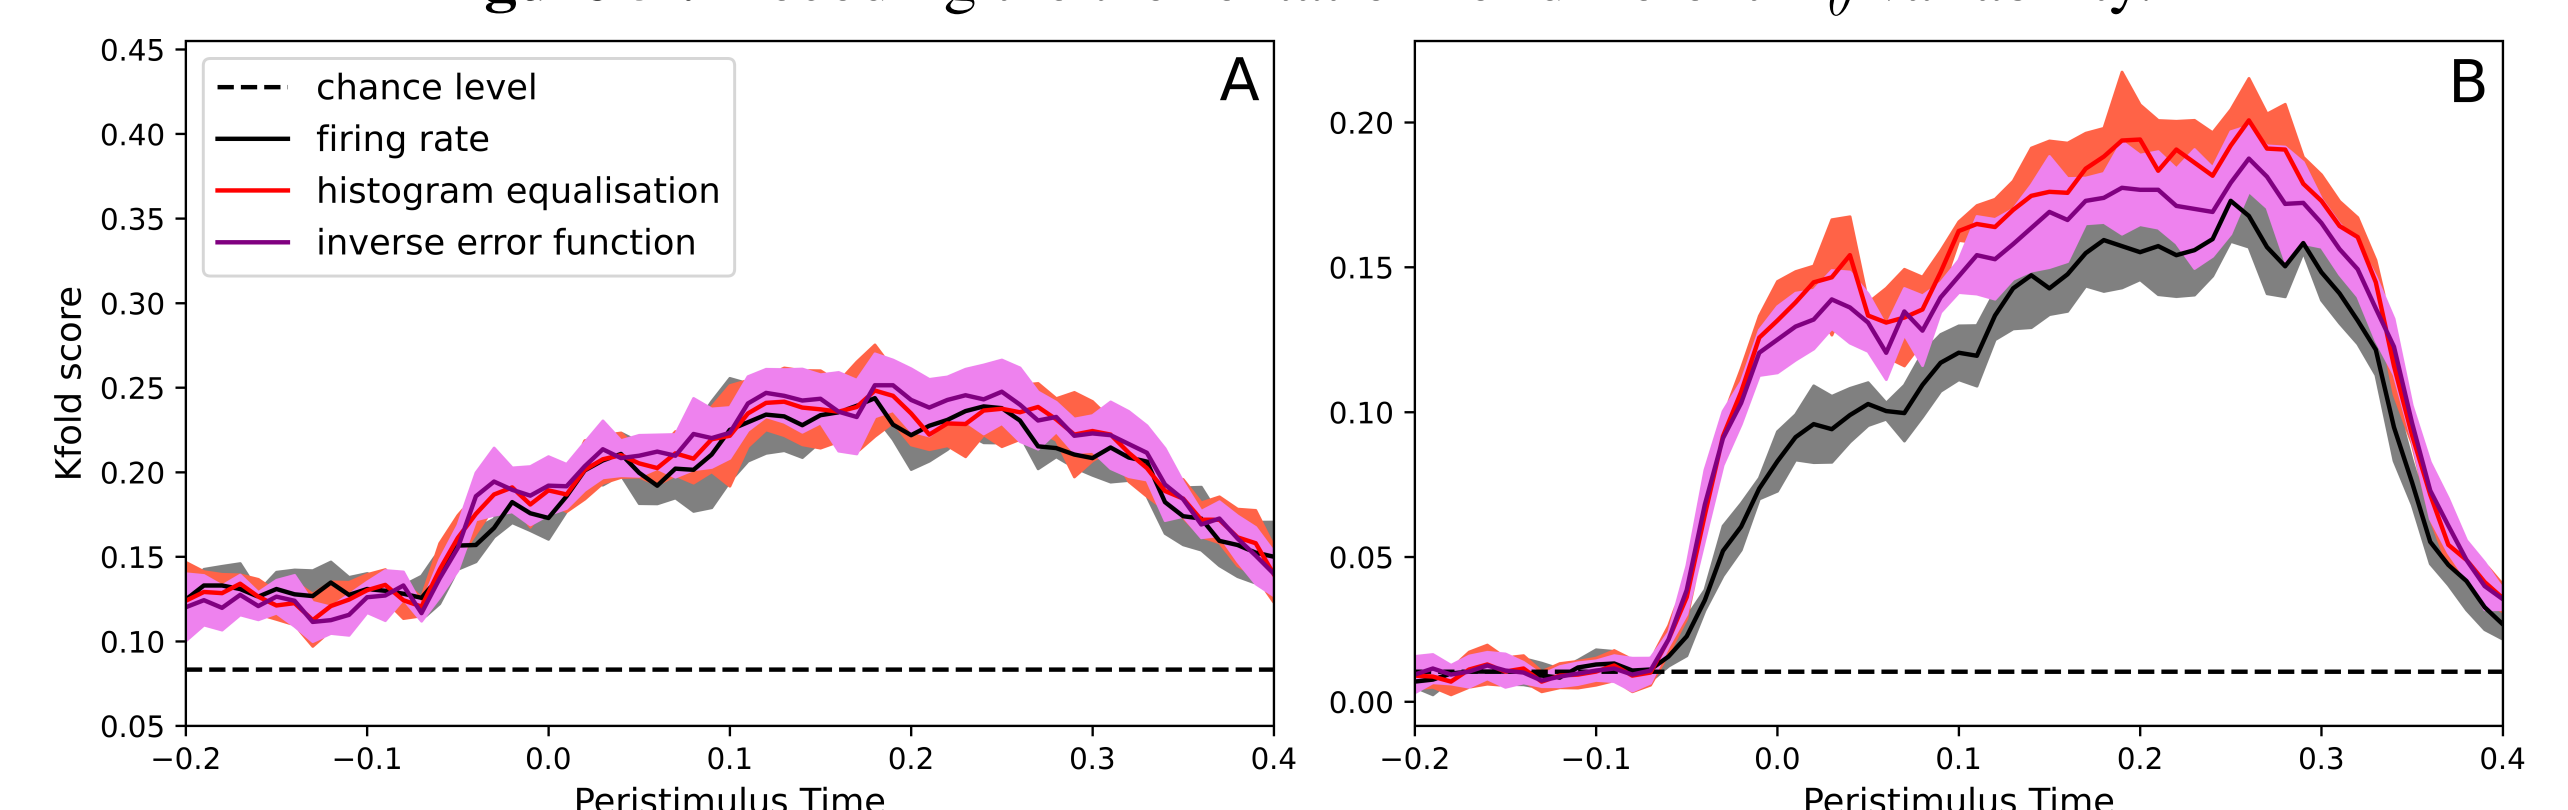 0.45
0.40
0.35
0.30
0.25
0.20
0.15
0.10
0.05
Kfold score
chance level
firing rate
histogram equalisation
inverse error function
A
−0.2 −0.1 0.0 0.1 0.2 0.3 0.4
Peristimulus Time
B
0.20
0.15
0.10
0.05
0.00
−0.2 −0.1 0.0 0.1 0.2 0.3 0.4
Peristimulus Time